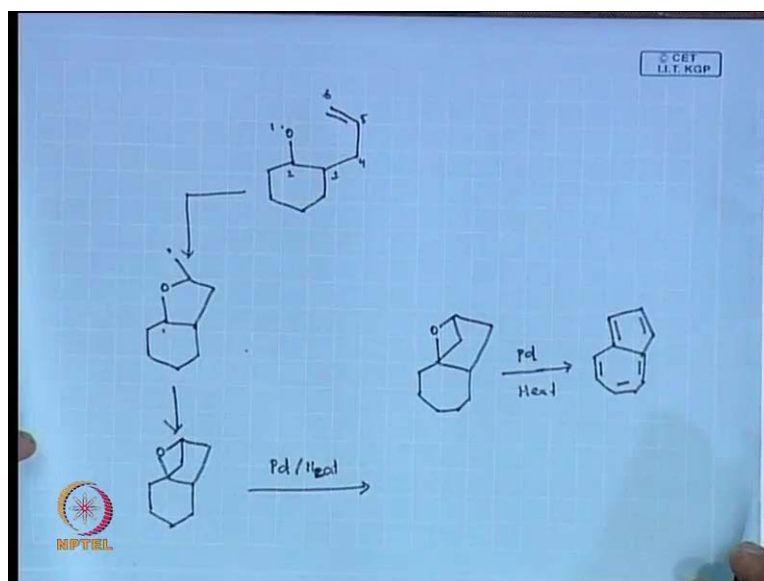 © CET
I.I.T. KGP
6
1.
O
5
2
3
4
O
O
Pd
Heat
O
Pd / Heat
NPTEL